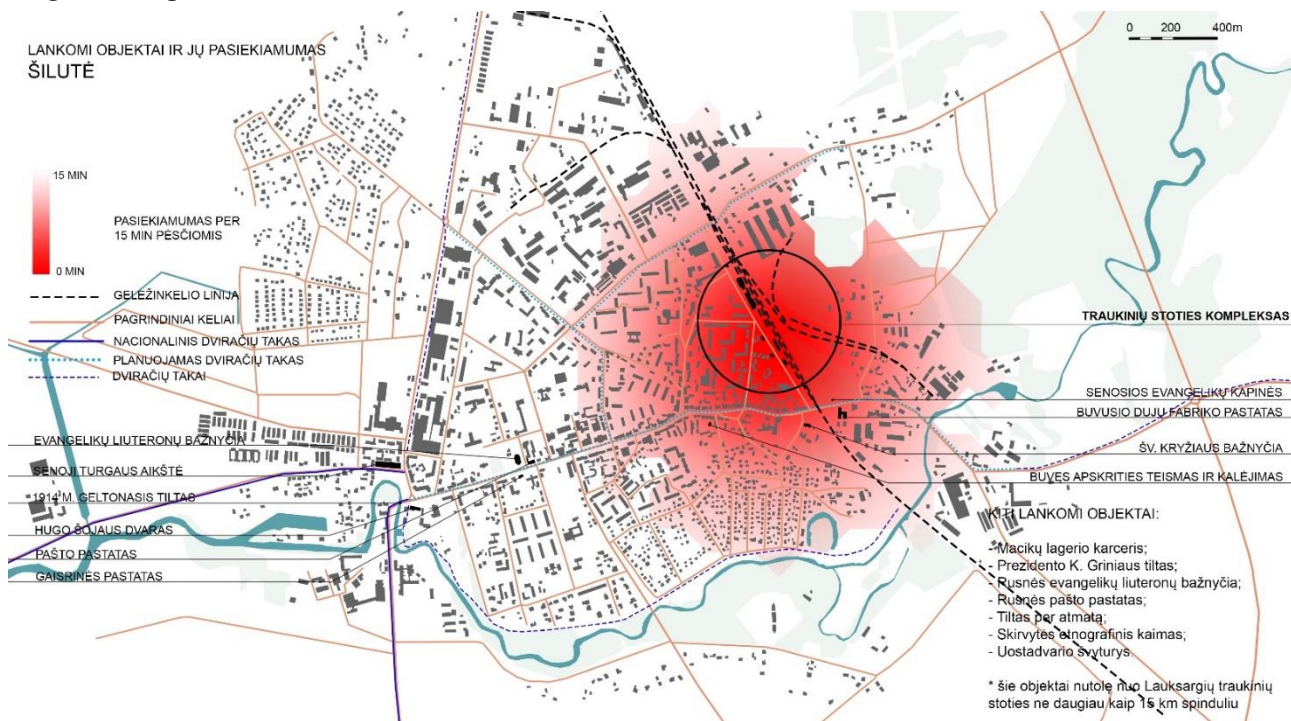 LANKOMI OBJEKTAI IR JŲ PASIEKIAMUMAS
ŠILUTĖ
0 200 400m
15 MIN
PASIEKIAMUMAS PER
15 MIN PĖSČIOMIS
0 MIN
GELEŽINKELIO LINIJA
PAGRINDINIAI KELIAI
NACIONALINIS DVIRAČIŲ TAKAS
PLANUOJAMAS DVIRAČIŲ TAKAS
DVIRAČIŲ TAKAI
EVANGELIKŲ LIUTERONŲ BAŽNYČIA
SENOJI TURGAUS AIKŠTĖ
1914 M. GELTONASIS TILTAS
HUGO ŠOJAUS DVARAS
PAŠTO PASTATAS
GAISRINĖS PASTATAS
TRAUKINIŲ STOTIES KOMPLEKSAS
SENOSIOS EVANGELIKŲ KAPINĖS
BUVUSIO DUJŲ FABRIKO PASTATAS
ŠV. KRYŽIAUS BAŽNYČIA
BUVĘS APSKRITIES TEISMAS IR KALĖJIMAS
KITI LANKOMI OBJEKTAI:
- Macikų lagerio karceris;
- Prezidento K. Griniaus tiltas;
- Rusnės evangelikų liuteronų bažnyčia;
- Rusnės pašto pastatas;
- Tiltas per atmatą;
- Skirvytės etnografinis kaimas;
- Uostadvario švyturys.
* šie objektai nutolę nuo Lauksargių traukinių
stoties ne daugiau kaip 15 km spinduliu